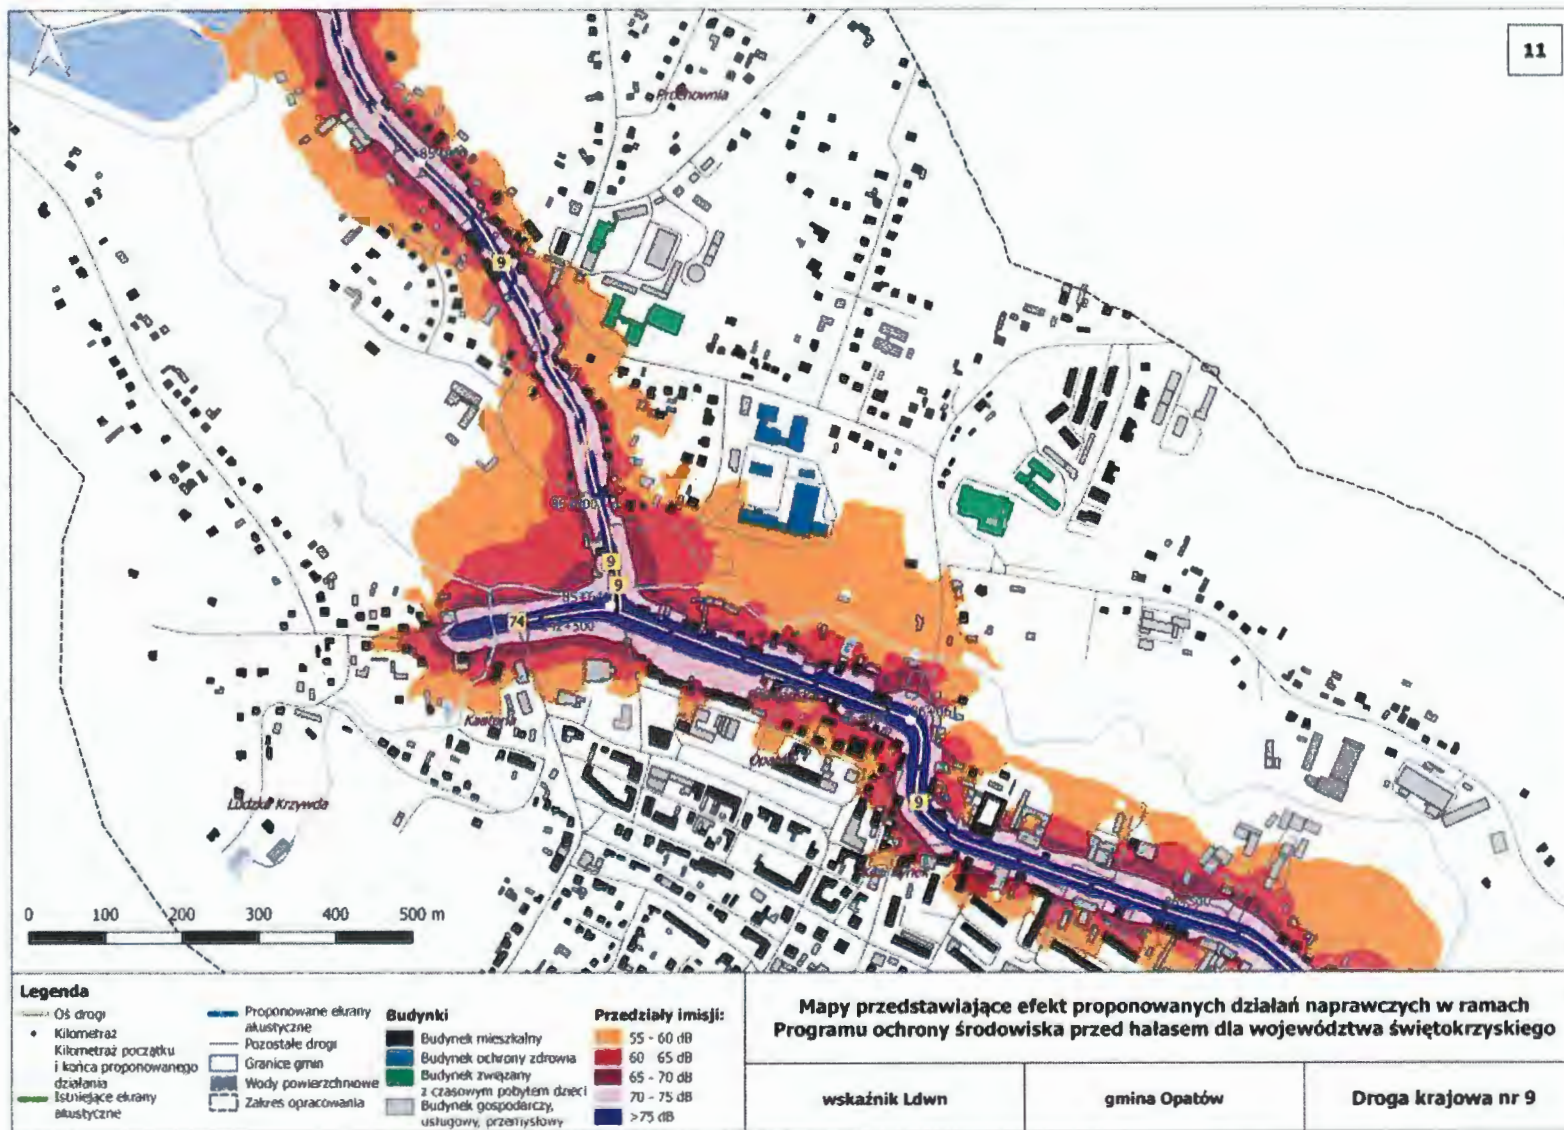 11
Prochownia
9
9
9
74
Kantoria
Opatów
9
Ludzka Krzywda
0 100 200 300 400 500 m
Legenda
Oś drogi
Kilometraż
Kilometraż początku
i końca proponowanego
działania
Istniejące ekrany
akustyczne
Proponowane ekrany
akustyczne
Pozostałe drogi
Granice gmin
Wody powierzchniowe
Zakres opracowania
Budynki
Budynek mieszkalny
Budynek ochrony zdrowia
Budynek związany
z czasowym pobytem dzieci
Budynek gospodarczy,
usługowy, przemysłowy
Przedziały imisji:
55 - 60 dB
60 65 dB
65 - 70 dB
70 - 75 dB
>75 dB
Mapy przedstawiające efekt proponowanych działań naprawczych w ramach
Programu ochrony środowiska przed hałasem dla województwa świętokrzyskiego
wskaźnik Ldwn
gmina Opatów
Droga krajowa nr 9